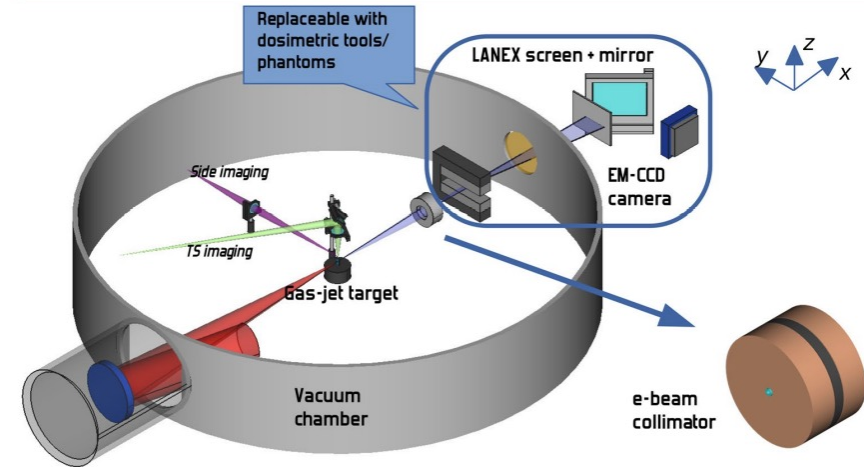 Replaceable with
dosimetric tools/
phantoms
LANEX screen + mirror
y
z
x
EM-CCD
camera
Side imaging
TS imaging
Gas-jet target
Vacuum
chamber
e-beam
collimator